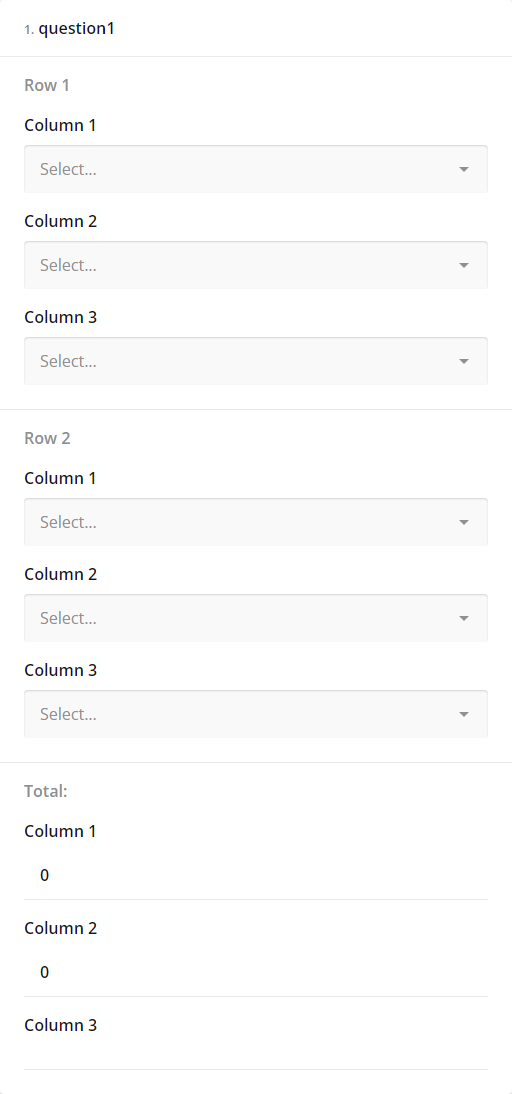 1. question1
Row 1
Column 1
Select...
Column 2
Select...
Column 3
Select...
Row 2
Column 1
Select...
Column 2
Select...
Column 3
Select...
Total:
Column 1
0
Column 2
0
Column 3